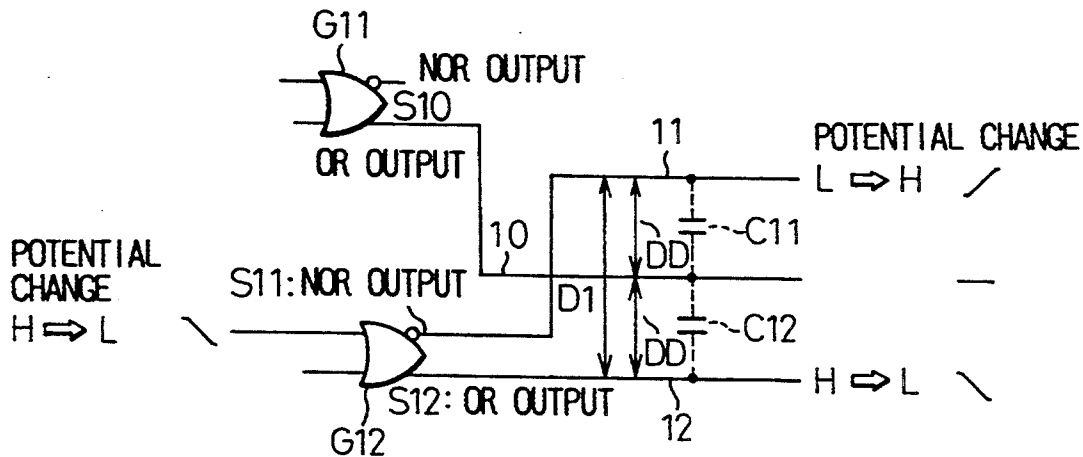 G11
NOR OUTPUT
S10
OR OUTPUT
11
POTENTIAL CHANGE
L ⇒ H
C11
DD
10
D1
POTENTIAL
CHANGE
H ⇒ L
S11: NOR OUTPUT
C12
DD
S12: OR OUTPUT
12
H ⇒ L
G12